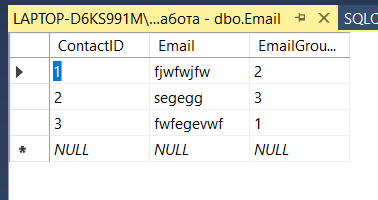 LAPTOP-D6KS991M\...абота - dbo.Email SQLQ
ContactID Email EmailGrou...
1 fjwfwjfw 2
2 segegg 3
3 fwfegevwf 1
NULL NULL NULL